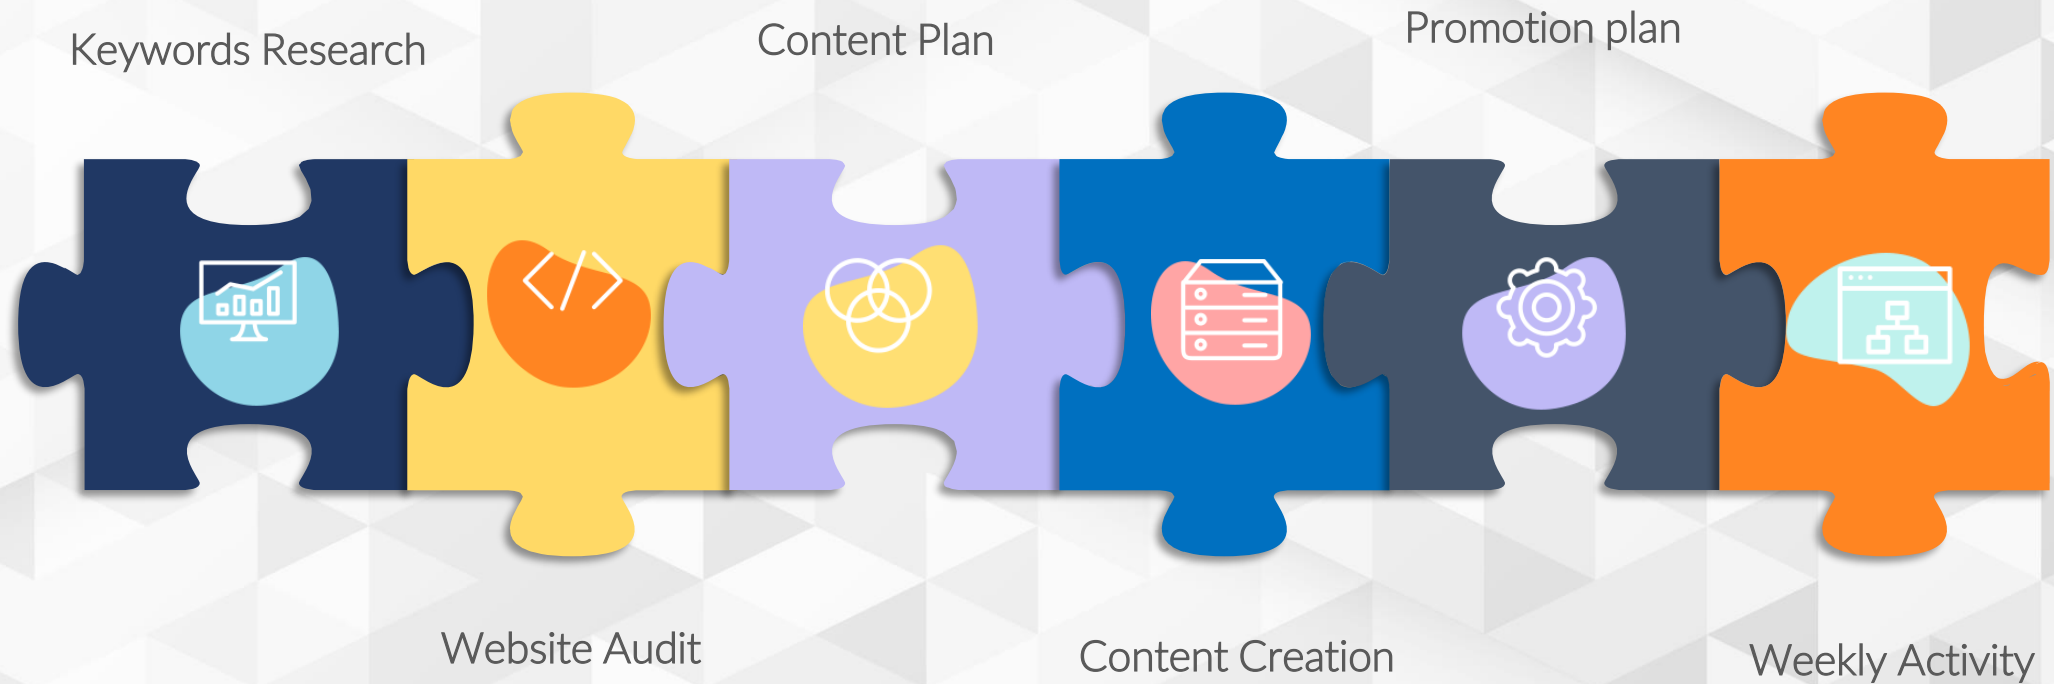 Keywords Research
Website Audit
Content Plan
Content Creation
Promotion plan
Weekly Activity